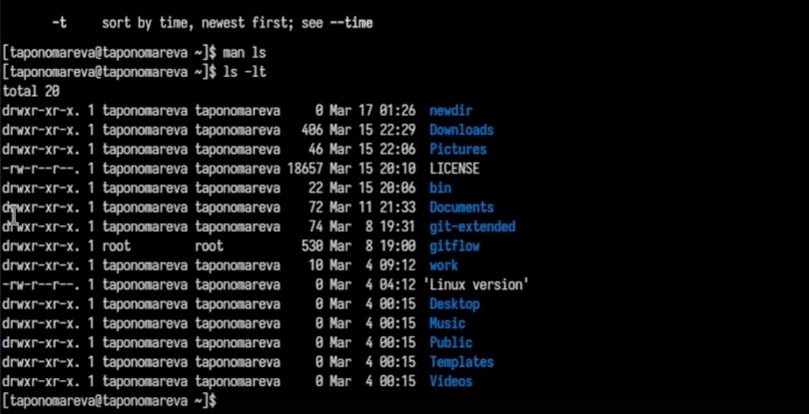 -t     sort by time, newest first; see --time
[taponomareva@taponomareva ~]$ man ls
[taponomareva@taponomareva ~]$ ls -lt
total 20
drwxr-xr-x. 1 taponomareva taponomareva     0 Mar 17 01:26  newdir
drwxr-xr-x. 1 taponomareva taponomareva   406 Mar 15 22:29  Downloads
drwxr-xr-x. 1 taponomareva taponomareva    46 Mar 15 22:06  Pictures
-rw-r--r--. 1 taponomareva taponomareva 18657 Mar 15 20:10  LICENSE
drwxr-xr-x. 1 taponomareva taponomareva    22 Mar 15 20:06  bin
drwxr-xr-x. 1 taponomareva taponomareva    72 Mar 11 21:33  Documents
drwxr-xr-x. 1 taponomareva taponomareva    74 Mar  8 19:31  git-extended
drwxr-xr-x. 1 root         root           530 Mar  8 19:00  gitflow
drwxr-xr-x. 1 taponomareva taponomareva    10 Mar  4 09:12  work
-rw-r--r--. 1 taponomareva taponomareva     0 Mar  4 04:12 'Linux version'
drwxr-xr-x. 1 taponomareva taponomareva     0 Mar  4 00:15  Desktop
drwxr-xr-x. 1 taponomareva taponomareva     0 Mar  4 00:15  Music
drwxr-xr-x. 1 taponomareva taponomareva     0 Mar  4 00:15  Public
drwxr-xr-x. 1 taponomareva taponomareva     0 Mar  4 00:15  Templates
drwxr-xr-x. 1 taponomareva taponomareva     0 Mar  4 00:15  Videos
[taponomareva@taponomareva ~]$